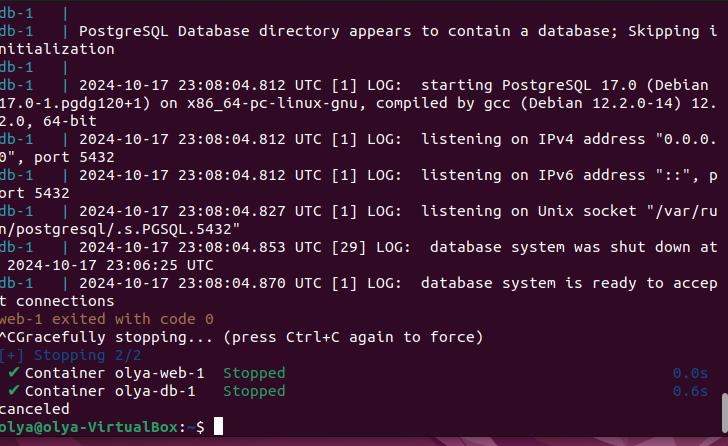 db-1   |
db-1   | PostgreSQL Database directory appears to contain a database; Skipping i
nitialization
db-1   |
db-1   | 2024-10-17 23:08:04.812 UTC [1] LOG:  starting PostgreSQL 17.0 (Debian
17.0-1.pgdg120+1) on x86_64-pc-linux-gnu, compiled by gcc (Debian 12.2.0-14) 12.
2.0, 64-bit
db-1   | 2024-10-17 23:08:04.812 UTC [1] LOG:  listening on IPv4 address "0.0.0.
0", port 5432
db-1   | 2024-10-17 23:08:04.812 UTC [1] LOG:  listening on IPv6 address "::", p
ort 5432
db-1   | 2024-10-17 23:08:04.827 UTC [1] LOG:  listening on Unix socket "/var/ru
n/postgresql/.s.PGSQL.5432"
db-1   | 2024-10-17 23:08:04.853 UTC [29] LOG:  database system was shut down at
 2024-10-17 23:06:25 UTC
db-1   | 2024-10-17 23:08:04.870 UTC [1] LOG:  database system is ready to accep
t connections
web-1 exited with code 0
^CGracefully stopping... (press Ctrl+C again to force)
[+] Stopping 2/2
 ✔ Container olya-web-1  Stopped                                           0.0s
 ✔ Container olya-db-1   Stopped                                           0.6s
canceled
olya@olya-VirtualBox:~$